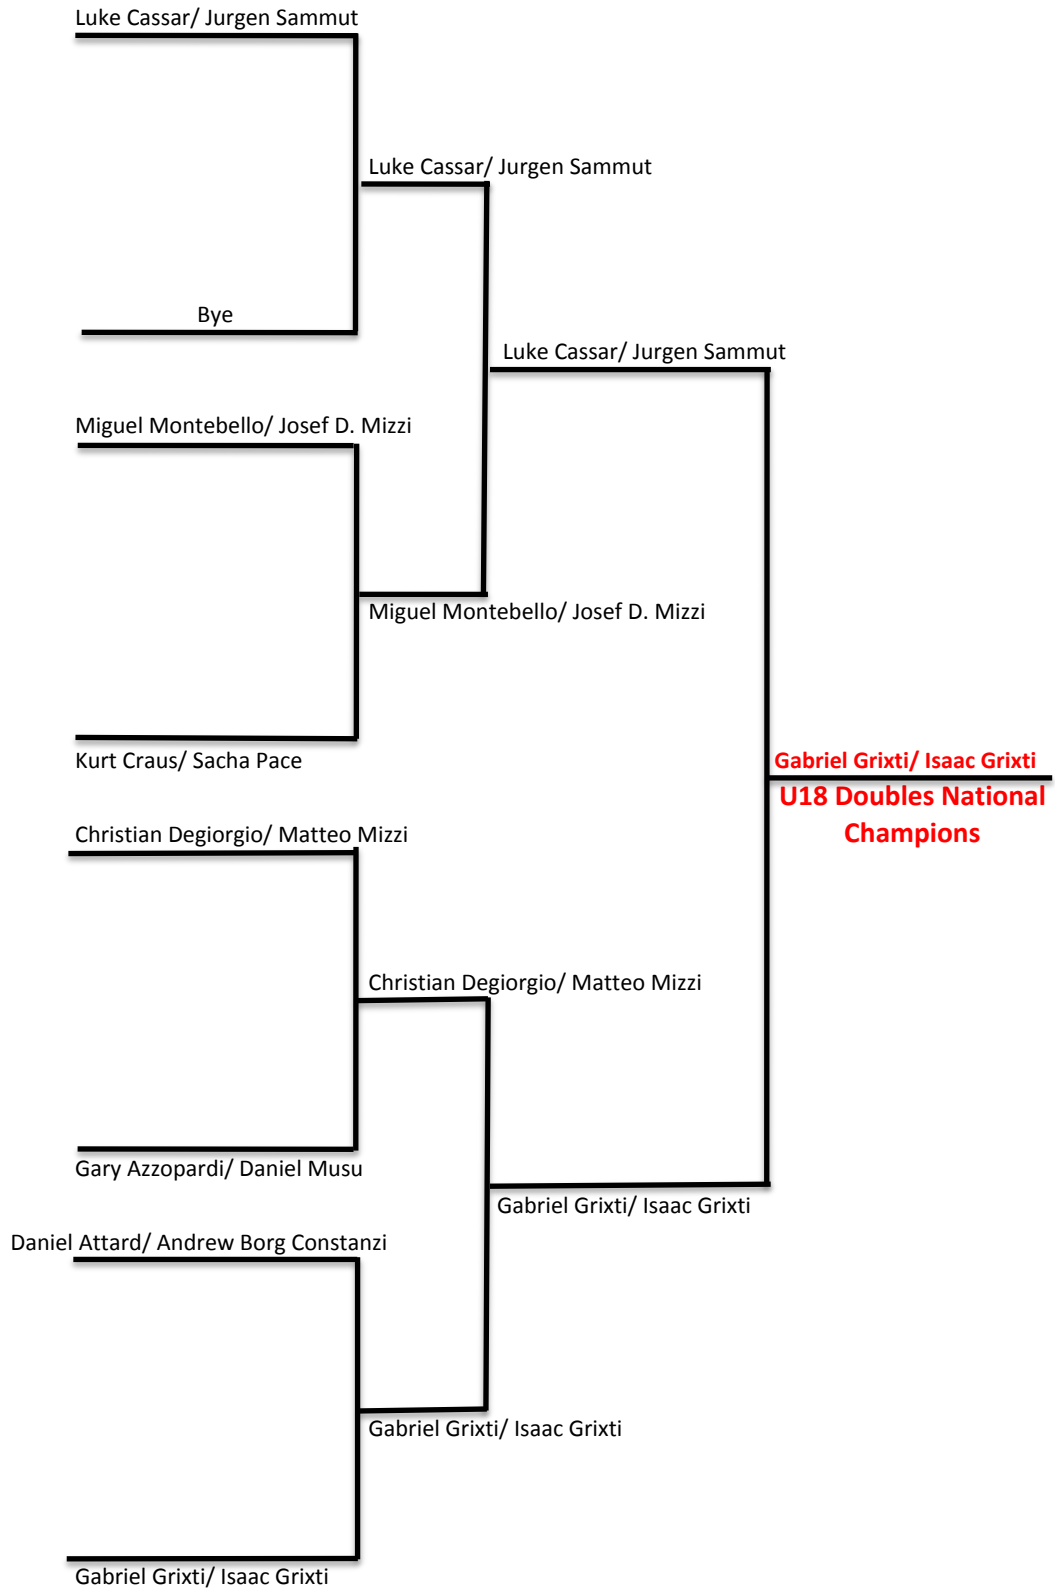 Luke Cassar/ Jurgen Sammut
Luke Cassar/ Jurgen Sammut
Bye
Luke Cassar/ Jurgen Sammut
Miguel Montebello/ Josef D. Mizzi
Miguel Montebello/ Josef D. Mizzi
Kurt Craus/ Sacha Pace
Gabriel Grixti/ Isaac Grixti
U18 Doubles National
Champions
Christian Degiorgio/ Matteo Mizzi
Christian Degiorgio/ Matteo Mizzi
Gary Azzopardi/ Daniel Musu
Gabriel Grixti/ Isaac Grixti
Daniel Attard/ Andrew Borg Constanzi
Gabriel Grixti/ Isaac Grixti
Gabriel Grixti/ Isaac Grixti